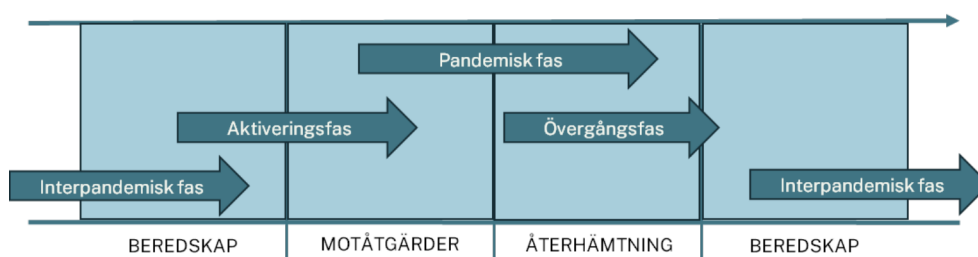 Pandemisk fas
Aktiveringsfas
Övergångsfas
Interpandemisk fas
Interpandemisk fas
BEREDSKAP
MOTÅTGÄRDER
ÅTERHÄMTNING
BEREDSKAP